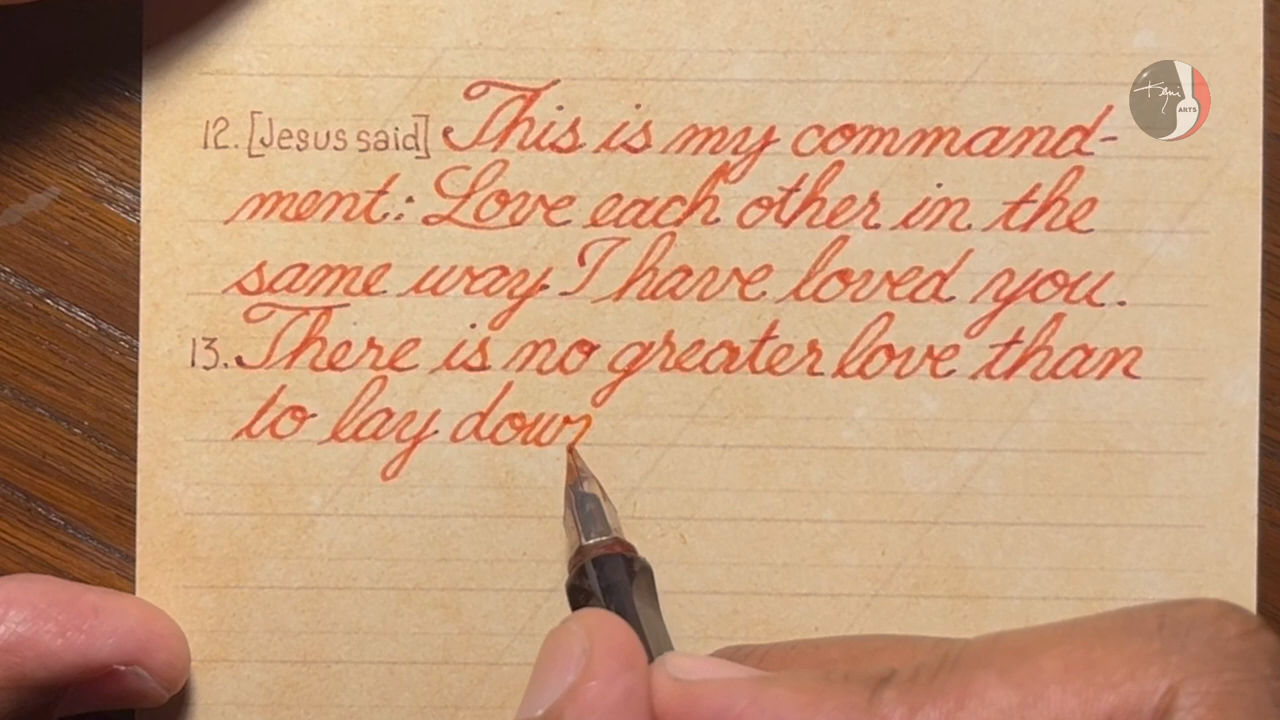 12. [Jesus said] This is my command-
ment: Love each other in the
same way I have loved you.
13. There is no greater love than
to lay down
ARTS